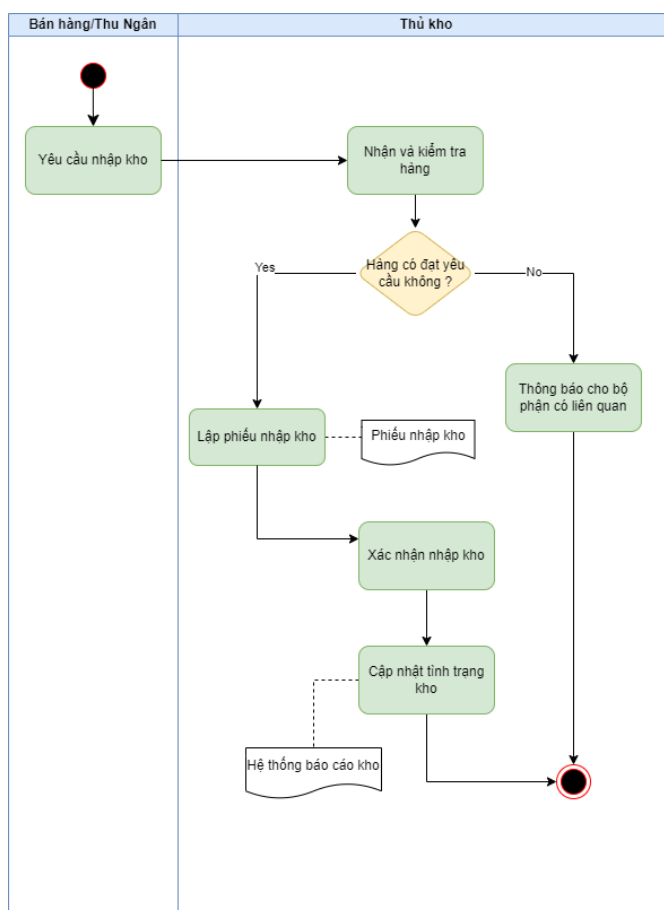 Bán hàng/Thu Ngân
Thủ kho
Yêu cầu nhập kho
Nhận và kiểm tra
hàng
Hàng có đạt yêu
cầu không ?
Yes
No
Thông báo cho bộ
phận có liên quan
Lập phiếu nhập kho
Phiếu nhập kho
Xác nhận nhập kho
Cập nhật tình trạng
kho
Hệ thống báo cáo kho